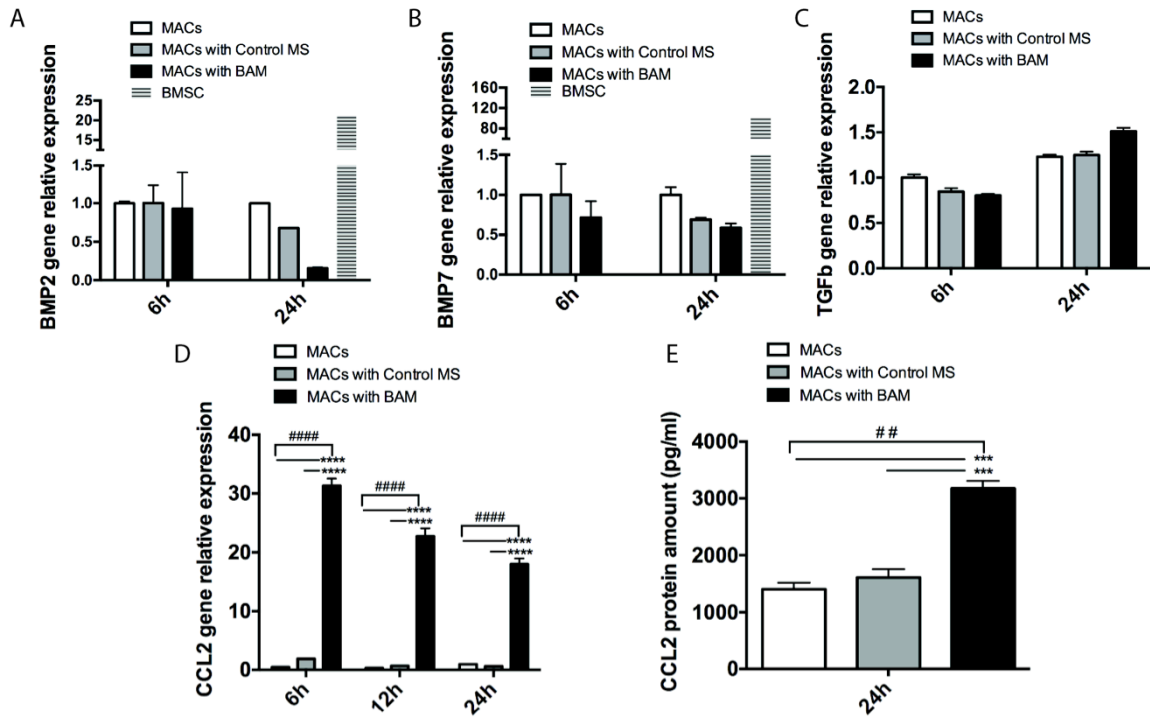 A
MACs
MACs with Control MS
MACs with BAM
BMSC
BMP2 gene relative expression
25
20
15
1.5
1.0
0.5
0.0
6h
24h
B
MACs
MACs with Control MS
MACs with BAM
BMSC
BMP7 gene relative expression
160
120
80
1.5
1.0
0.5
0.0
6h
24h
C
MACs
MACs with Control MS
MACs with BAM
TGFb gene relative expression
2.0
1.5
1.0
0.5
0.0
6h
24h
D
MACs
MACs with Control MS
MACs with BAM
CCL2 gene relative expression
40
30
20
10
0
####
****
****
####
****
****
####
****
****
6h
12h
24h
E
MACs
MACs with Control MS
MACs with BAM
CCL2 protein amount (pg/ml)
4000
3000
2000
1000
0
##
***
***
24h